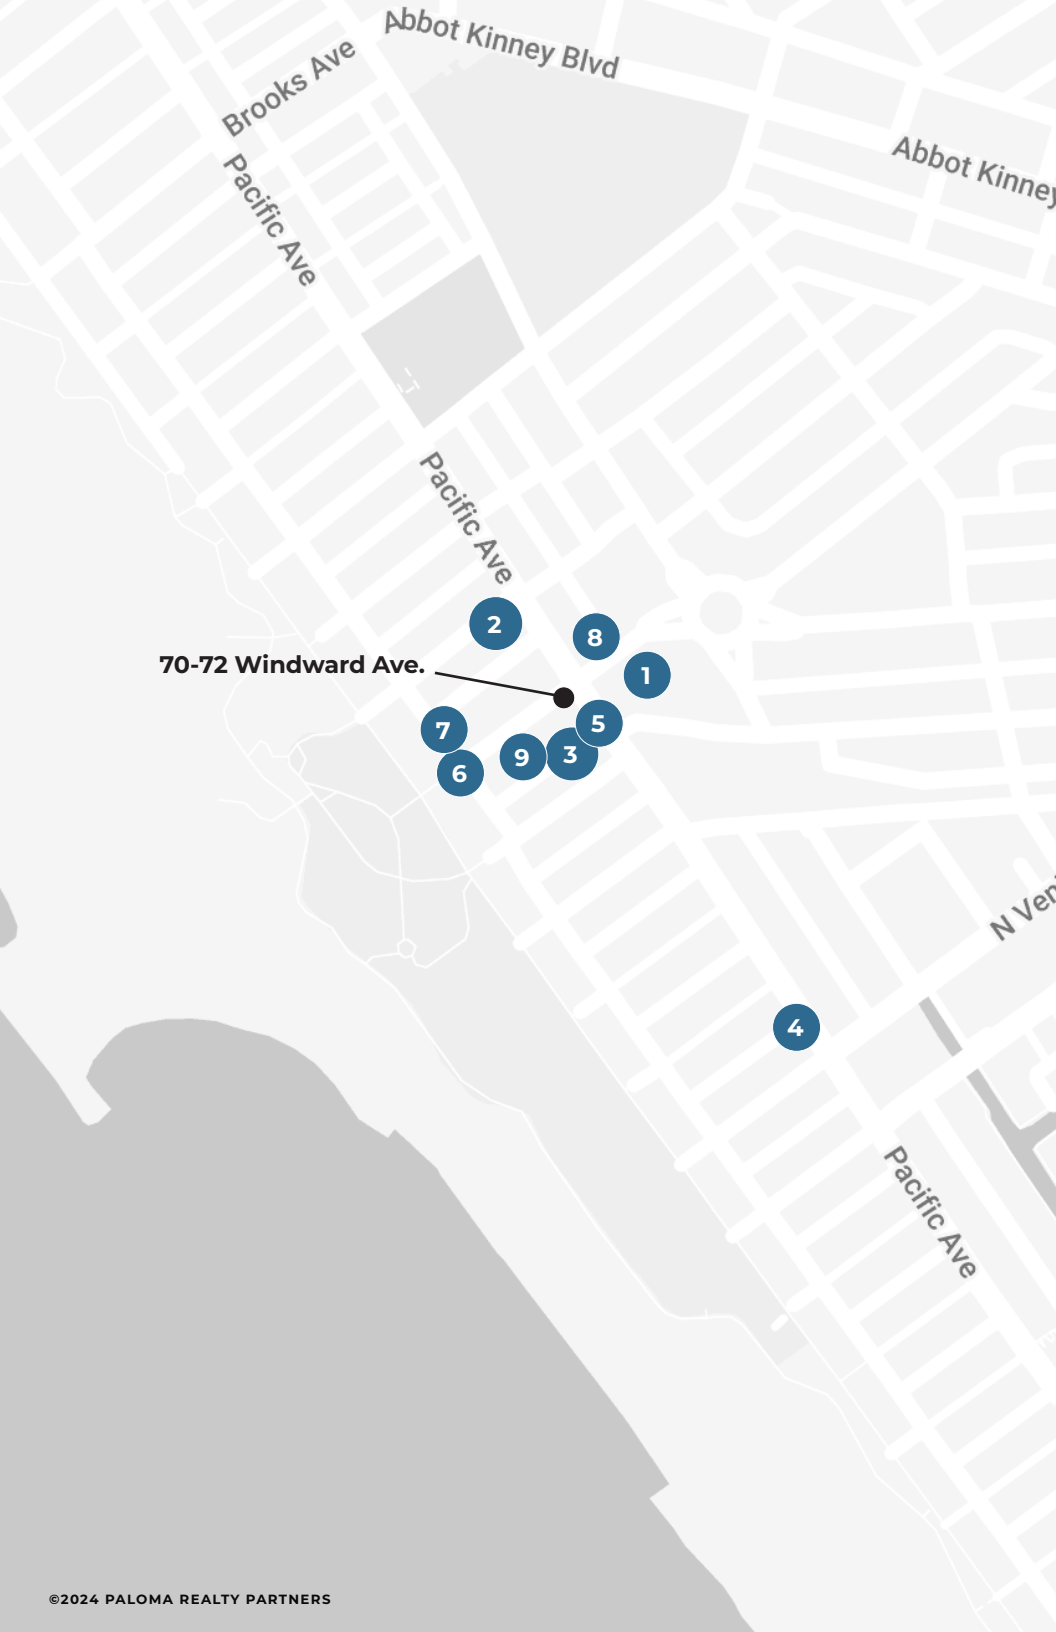 Abbot Kinney Blvd
Brooks Ave
Abbot Kinney
Pacific Ave
Pacific Ave
2
8
70-72 Windward Ave.
1
7
5
9
3
6
N Ven
4
Pacific Ave
©2024 PALOMA REALTY PARTNERS